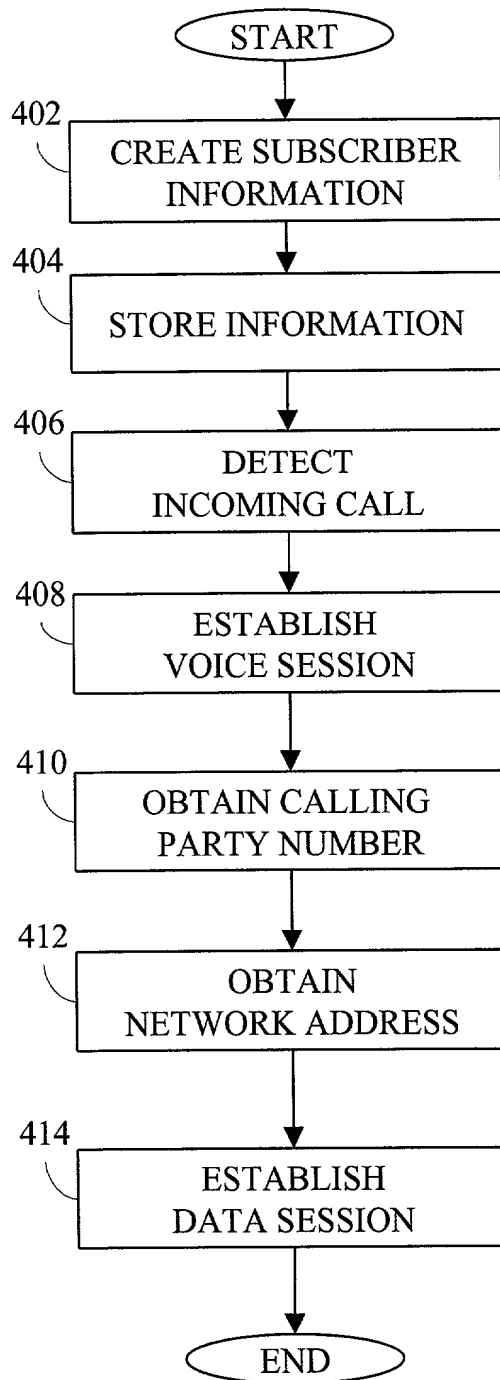 START
402
CREATE SUBSCRIBER
INFORMATION
404
STORE INFORMATION
406
DETECT
INCOMING CALL
408
ESTABLISH
VOICE SESSION
410
OBTAIN CALLING
PARTY NUMBER
412
OBTAIN
NETWORK ADDRESS
414
ESTABLISH
DATA SESSION
END